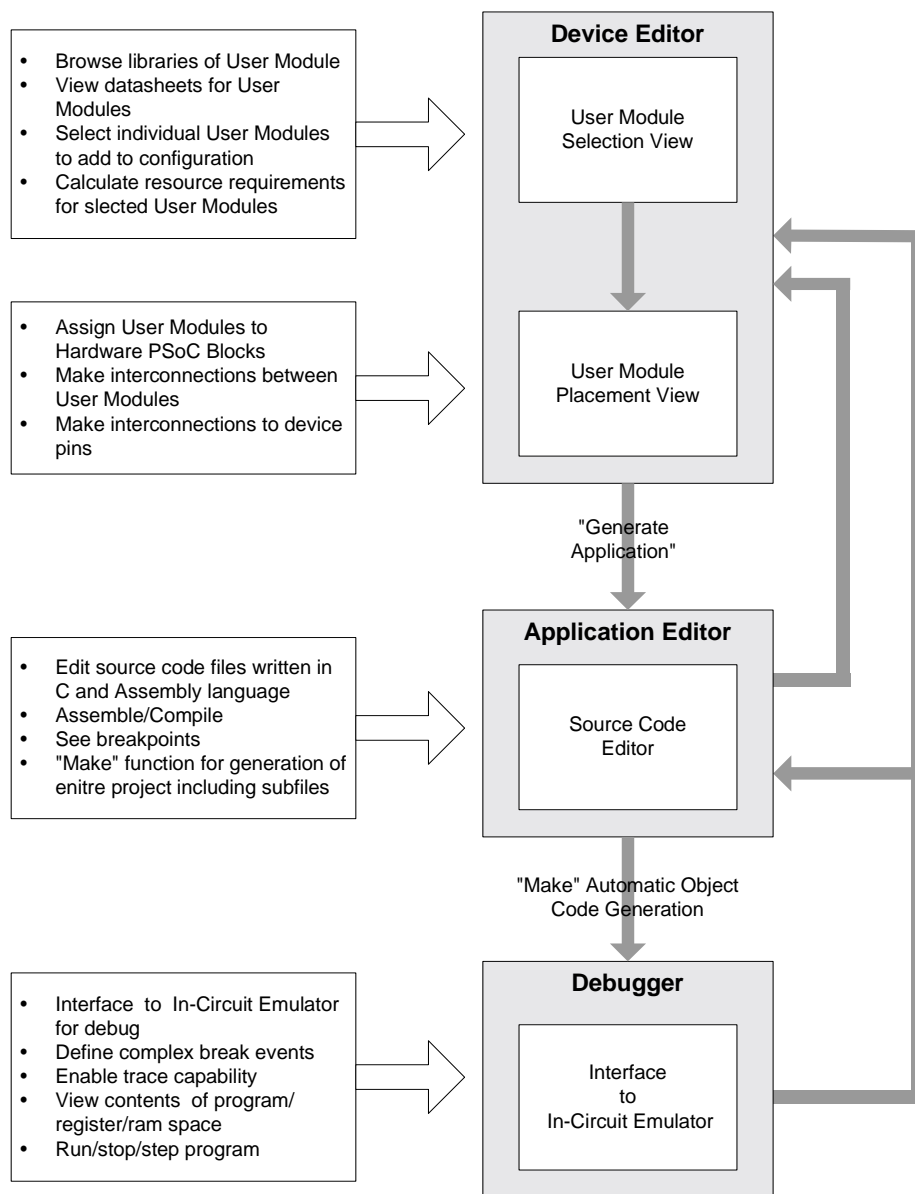 Device Editor
• Browse libraries of User Module
• View datasheets for User
Modules
• Select individual User Modules
to add to configuration
• Calculate resource requirements
for slected User Modules
User Module
Selection View
• Assign User Modules to
Hardware PSoC Blocks
• Make interconnections between
User Modules
• Make interconnections to device
pins
User Module
Placement View
"Generate
Application"
Application Editor
• Edit source code files written in
C and Assembly language
• Assemble/Compile
• See breakpoints
• "Make" function for generation of
enitre project including subfiles
Source Code
Editor
"Make" Automatic Object
Code Generation
Debugger
• Interface to In-Circuit Emulator
for debug
• Define complex break events
• Enable trace capability
• View contents of program/
register/ram space
• Run/stop/step program
Interface
to
In-Circuit Emulator